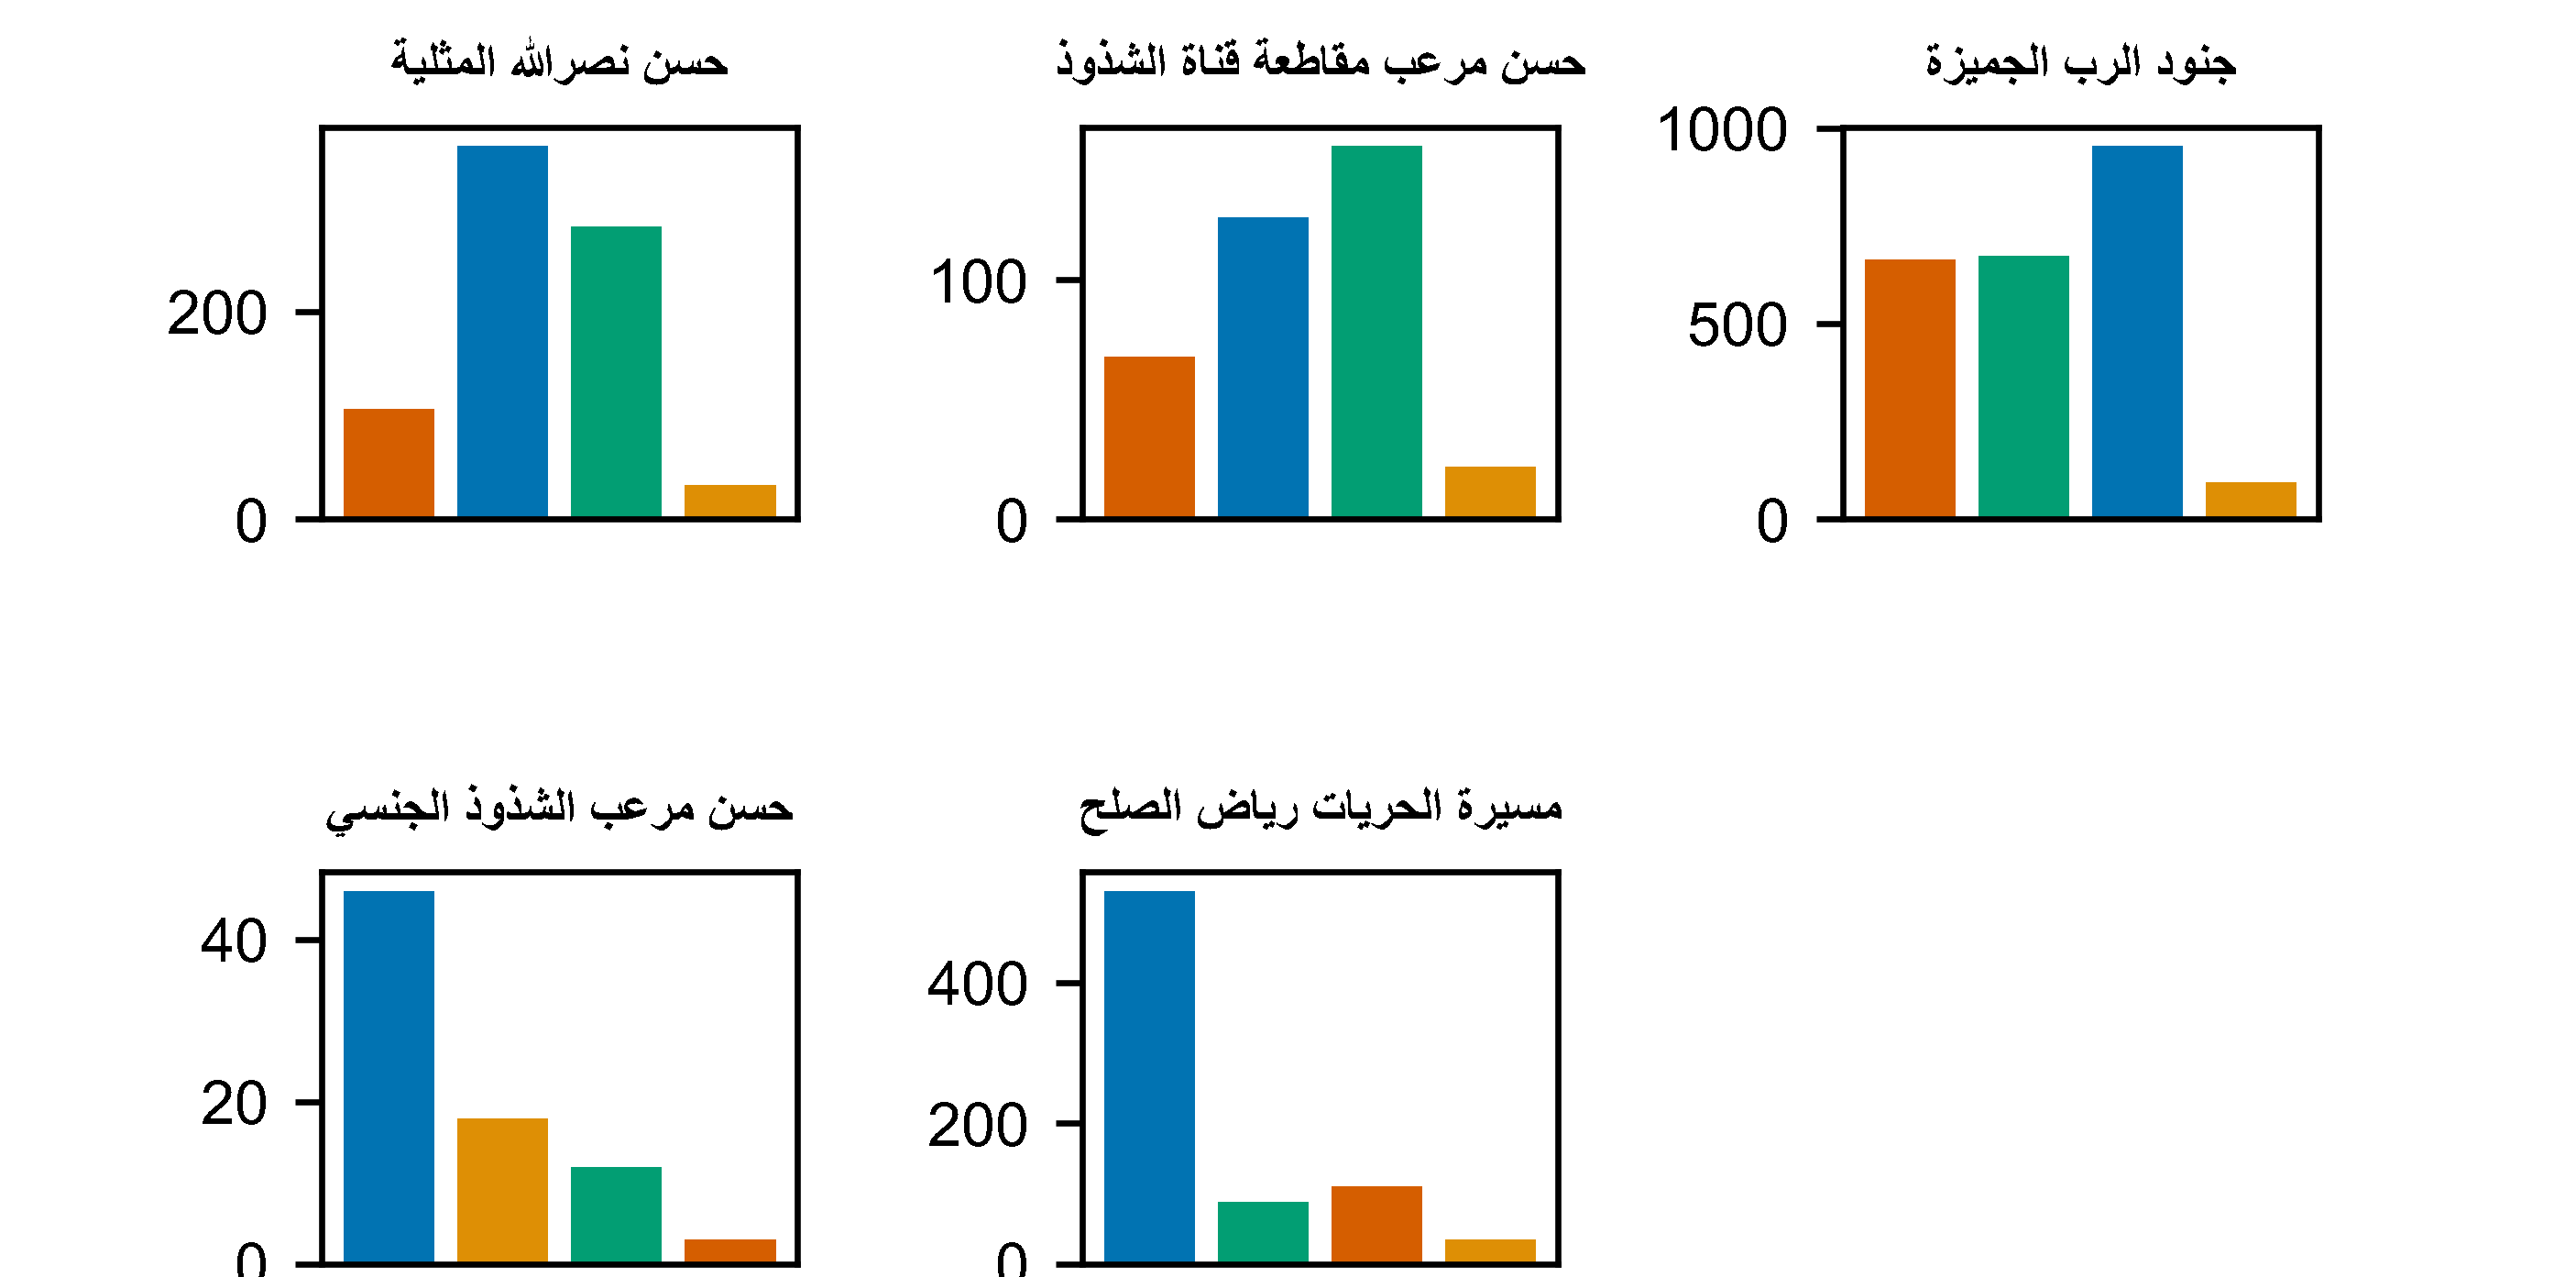 حسن نصرالله المثلية
200
0
حسن مرعب مقاطعة قناة الشذوذ
100
0
جنود الرب الجميزة
1000
500
0
حسن مرعب الشذوذ الجنسي
40
20
0
مسيرة الحريات رياض الصلح
400
200
0